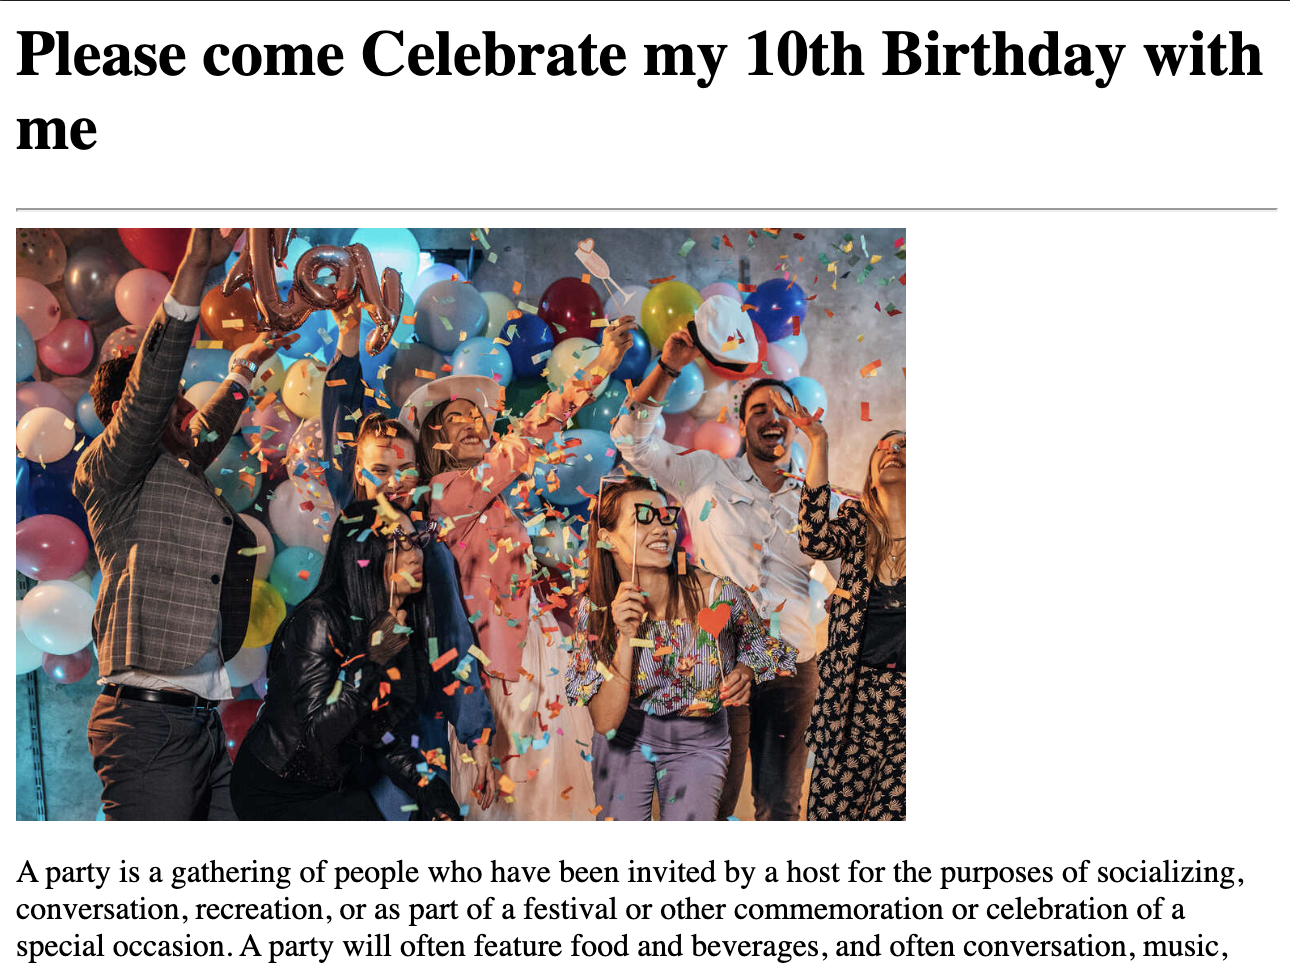 Please come Celebrate my 10th Birthday with
me
Joy
A party is a gathering of people who have been invited by a host for the purposes of socializing,
conversation, recreation, or as part of a festival or other commemoration or celebration of a
special occasion. A party will often feature food and beverages, and often conversation, music,